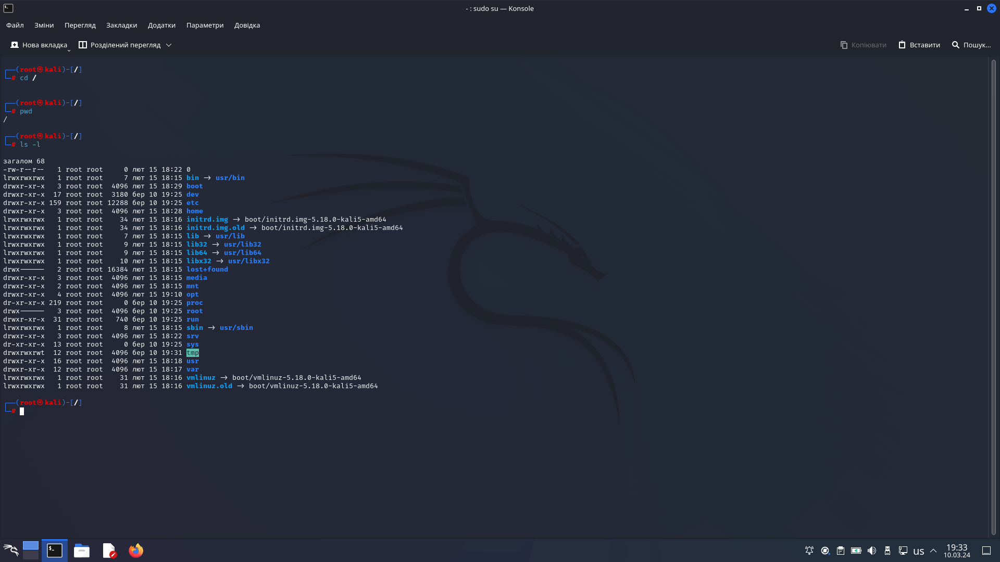 - : sudo su — Konsole
Файл Зміни Перегляд Закладки Додатки Параметри Довідка
Нова вкладка Розділений перегляд Копіювати Вставити Пошук...
┌──(root㉿kali)-[/]
└─# cd /
┌──(root㉿kali)-[/]
└─# pwd
/
┌──(root㉿kali)-[/]
└─# ls -l
загалом 68
-rw-r--r--   1 root root     0 лют 15 18:22 0
lrwxrwxrwx   1 root root     7 лют 15 18:15 bin -> usr/bin
drwxr-xr-x   3 root root  4096 лют 15 18:29 boot
drwxr-xr-x  17 root root  3180 бер 10 19:25 dev
drwxr-xr-x 159 root root 12288 бер 10 19:25 etc
drwxr-xr-x   3 root root  4096 лют 15 18:28 home
lrwxrwxrwx   1 root root    34 лют 15 18:16 initrd.img -> boot/initrd.img-5.18.0-kali5-amd64
lrwxrwxrwx   1 root root    34 лют 15 18:16 initrd.img.old -> boot/initrd.img-5.18.0-kali5-amd64
lrwxrwxrwx   1 root root     7 лют 15 18:15 lib -> usr/lib
lrwxrwxrwx   1 root root     9 лют 15 18:15 lib32 -> usr/lib32
lrwxrwxrwx   1 root root     9 лют 15 18:15 lib64 -> usr/lib64
lrwxrwxrwx   1 root root    10 лют 15 18:15 libx32 -> usr/libx32
drwx------   2 root root 16384 лют 15 18:15 lost+found
drwxr-xr-x   3 root root  4096 лют 15 18:15 media
drwxr-xr-x   2 root root  4096 лют 15 18:15 mnt
drwxr-xr-x   4 root root  4096 лют 15 19:10 opt
dr-xr-xr-x 219 root root     0 бер 10 19:25 proc
drwx------   3 root root  4096 бер 10 19:25 root
drwxr-xr-x  31 root root   740 бер 10 19:25 run
lrwxrwxrwx   1 root root     8 лют 15 18:15 sbin -> usr/sbin
drwxr-xr-x   3 root root  4096 лют 15 18:22 srv
dr-xr-xr-x  13 root root     0 бер 10 19:25 sys
drwxrwxrwt  12 root root  4096 бер 10 19:31 tmp
drwxr-xr-x  16 root root  4096 лют 15 18:18 usr
drwxr-xr-x  12 root root  4096 лют 15 18:17 var
lrwxrwxrwx   1 root root    31 лют 15 18:16 vmlinuz -> boot/vmlinuz-5.18.0-kali5-amd64
lrwxrwxrwx   1 root root    31 лют 15 18:16 vmlinuz.old -> boot/vmlinuz-5.18.0-kali5-amd64
┌──(root㉿kali)-[/]
└─#
us 19:33
10.03.24